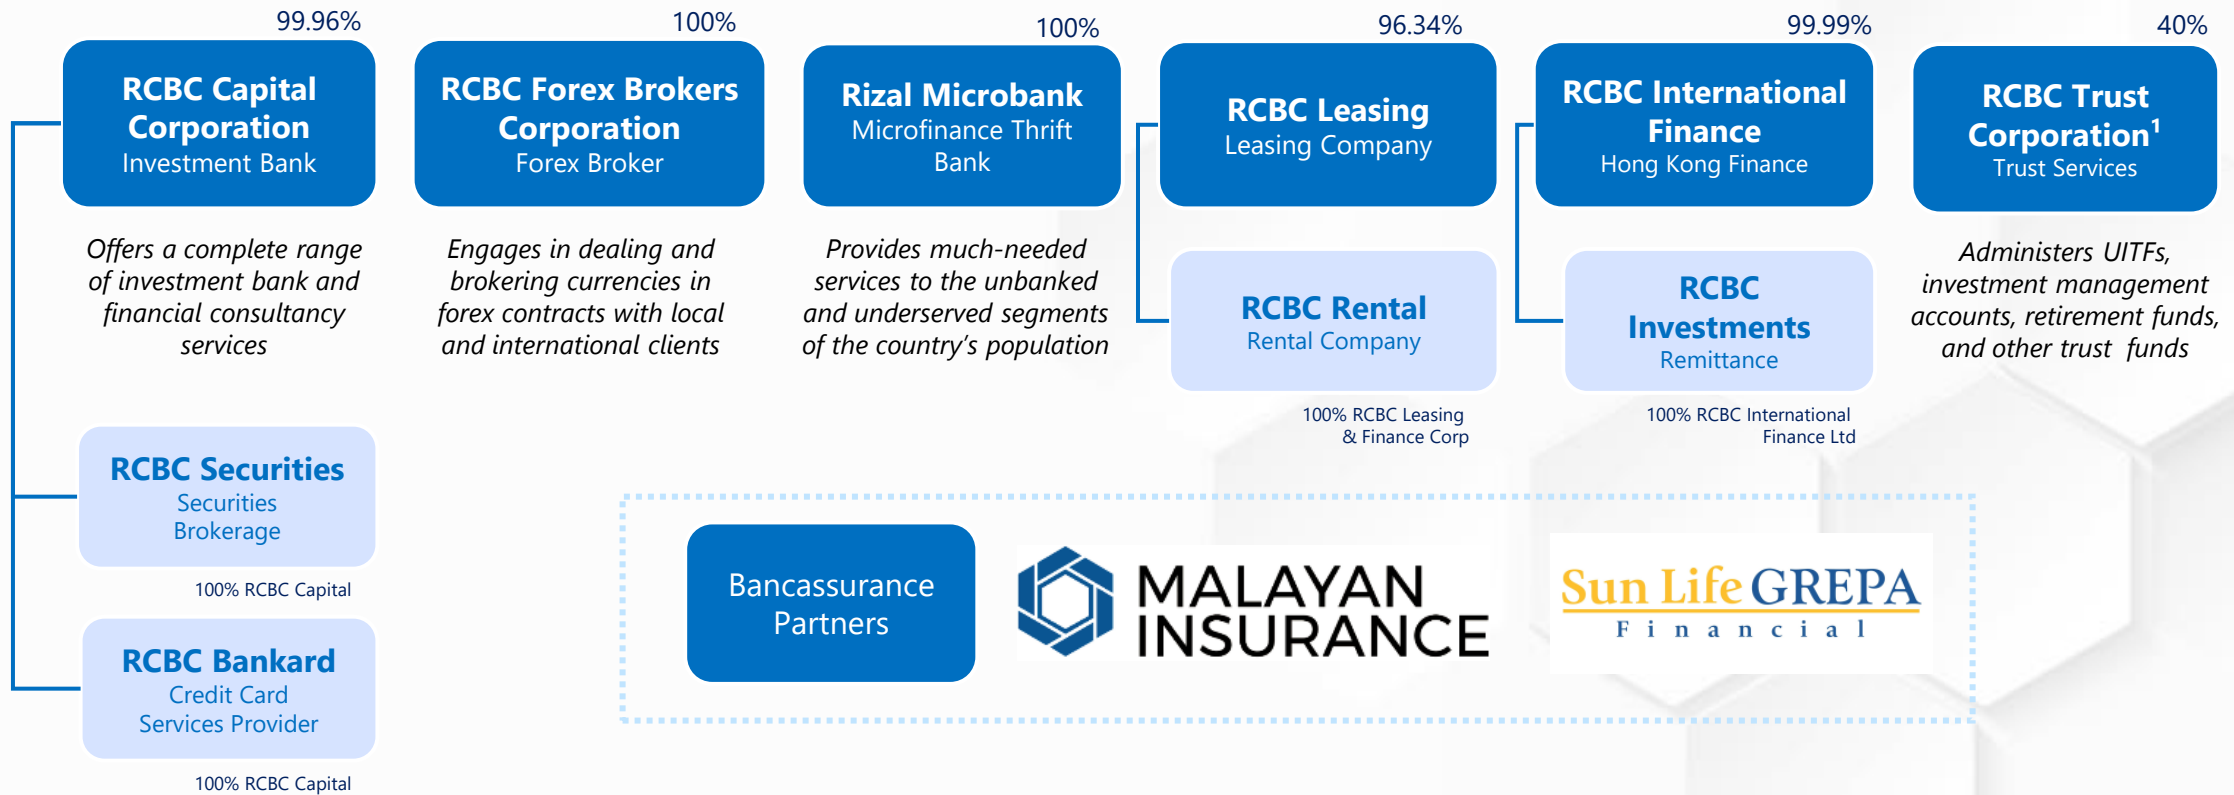 99.96%
RCBC Capital
Corporation
Investment Bank
Offers a complete range
of investment bank and
financial consultancy
services
RCBC Securities
Securities
Brokerage
100% RCBC Capital
RCBC Bankard
Credit Card
Services Provider
100% RCBC Capital
100%
RCBC Forex Brokers
Corporation
Forex Broker
Engages in dealing and
brokering currencies in
forex contracts with local
and international clients
100%
Rizal Microbank
Microfinance Thrift
Bank
Provides much-needed
services to the unbanked
and underserved segments
of the country’s population
96.34%
RCBC Leasing
Leasing Company
RCBC Rental
Rental Company
100% RCBC Leasing
& Finance Corp
99.99%
RCBC International
Finance
Hong Kong Finance
RCBC
Investments
Remittance
100% RCBC International
Finance Ltd
40%
RCBC Trust
Corporation¹
Trust Services
Administers UITFs,
investment management
accounts, retirement funds,
and other trust funds
Bancassurance
Partners
MALAYAN
INSURANCE
Sun Life GREPA
Financial